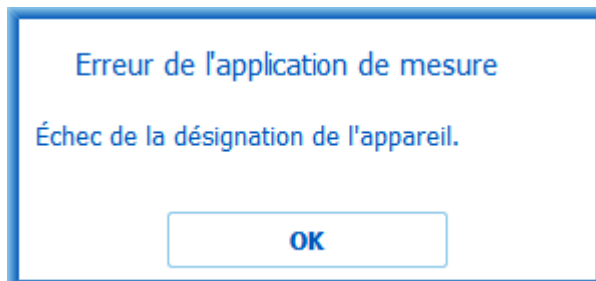 Erreur de l'application de mesure
Échec de la désignation de l'appareil.
OK